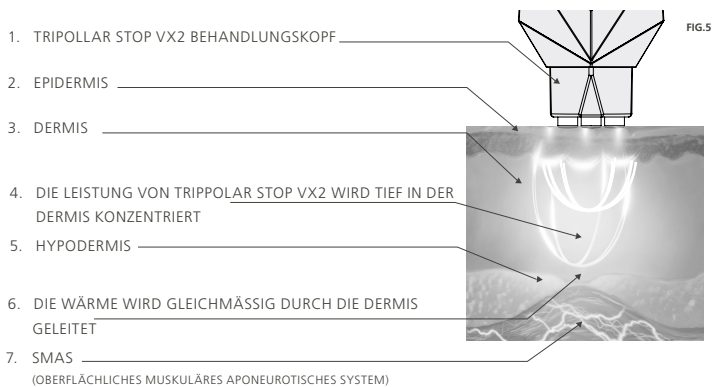 FIG.5
1. TRIPOLLAR STOP VX2 BEHANDLUNGSKOPF
2. EPIDERMIS
3. DERMIS
4. DIE LEISTUNG VON TRIPPOLAR STOP VX2 WIRD TIEF IN DER
DERMIS KONZENTRIERT
5. HYPODERMIS
6. DIE WÄRME WIRD GLEICHMÄSSIG DURCH DIE DERMIS
GELEITET
7. SMAS
(OBERFLÄCHLICHES MUSKULÄRES APONEUROTISCHES SYSTEM)